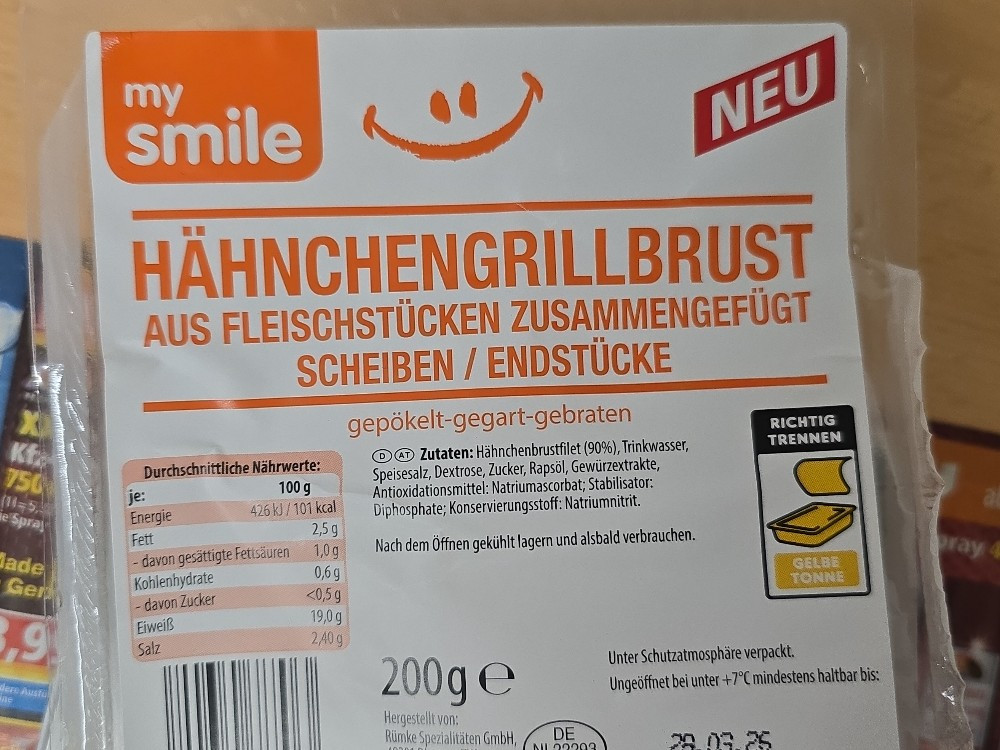 my
smile
NEU
HÄHNCHENGRILLBRUST
AUS FLEISCHSTÜCKEN ZUSAMMENGEFÜGT
SCHEIBEN / ENDSTÜCKE
gepökelt-gegart-gebraten
D AT Zutaten: Hähnchenbrustfilet (90%), Trinkwasser,
Speisesalz, Dextrose, Zucker, Rapsöl, Gewürzextrakte,
Antioxidationsmittel: Natriumascorbat; Stabilisator:
Diphosphate; Konservierungsstoff: Natriumnitrit.
Nach dem Öffnen gekühlt lagern und alsbald verbrauchen.
RICHTIG
TRENNEN
GELBE
TONNE
Durchschnittliche Nährwerte:
je: 100 g
Energie 426 kJ / 101 kcal
Fett 2,5 g
- davon gesättigte Fettsäuren 1,0 g
Kohlenhydrate 0,6 g
- davon Zucker <0,5 g
Eiweiß 19,0 g
Salz 2,40 g
200g e
Unter Schutzatmosphäre verpackt.
Ungeöffnet bei unter +7°C mindestens haltbar bis:
Hergestellt von:
Rümke Spezialitäten GmbH,
DE